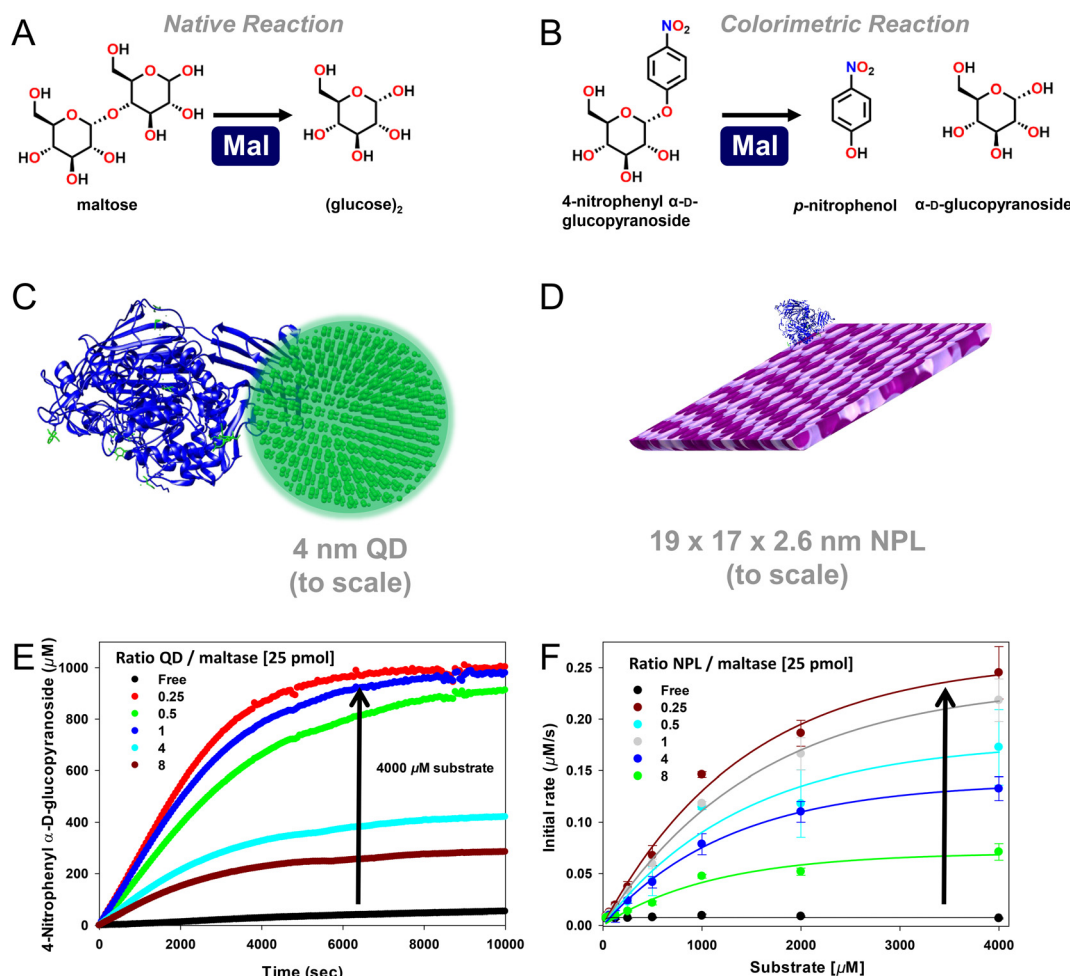 A
Native Reaction
OH
HO
O
OH
HO
O
O
OH
HO
OH
OH
OH
Mal
HO
O
OH
HO
OH
OH
maltose
(glucose)2
B
Colorimetric Reaction
NO2
HO
O
O
HO
OH
OH
Mal
NO2
OH
HO
O
OH
HO
OH
OH
4-nitrophenyl α-D-
glucopyranoside
p-nitrophenol
α-D-glucopyranoside
C
4 nm QD
(to scale)
D
19 x 17 x 2.6 nm NPL
(to scale)
E
4-Nitrophenyl α-D-glucopyranoside (µM)
1000
800
600
400
200
0
Ratio QD / maltase [25 pmol]
Free
0.25
0.5
1
4
8
4000 µM substrate
0
2000
4000
6000
8000
10000
Time (sec)
F
Initial rate (µM/s)
0.25
0.20
0.15
0.10
0.05
0.00
Ratio NPL / maltase [25 pmol]
Free
0.25
0.5
1
4
8
0
1000
2000
3000
4000
Substrate [µM]